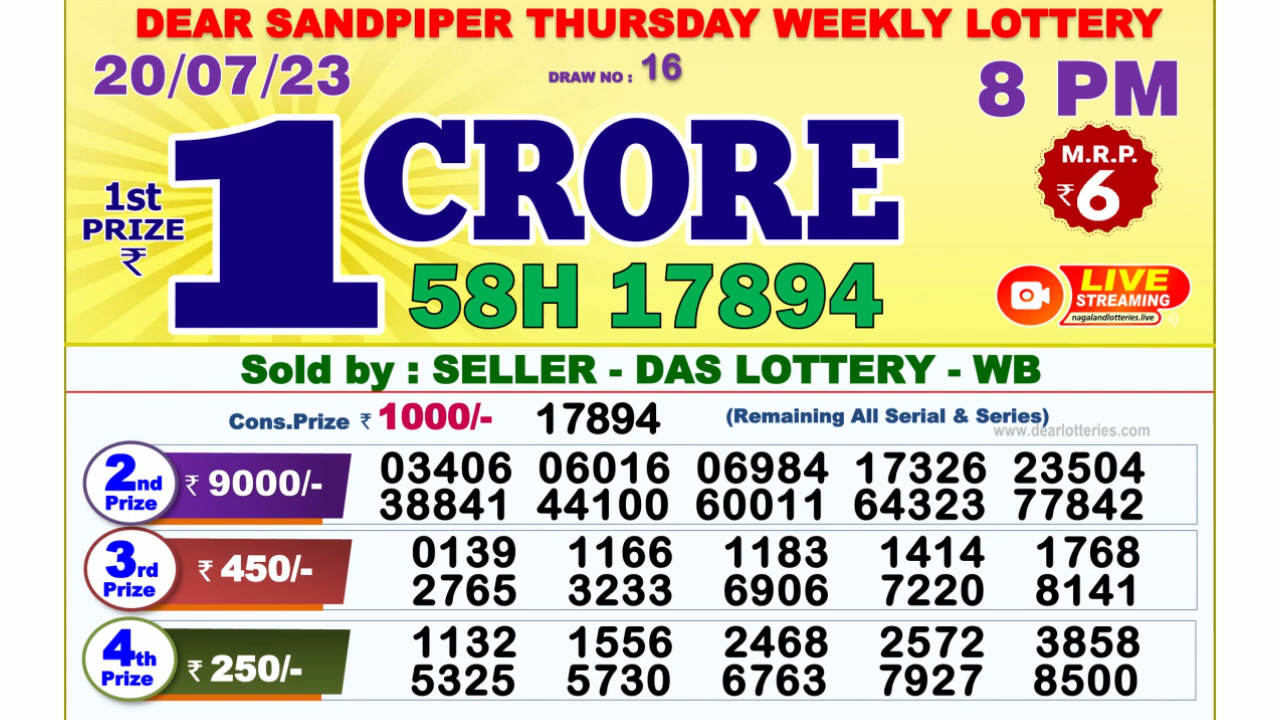 DEAR SANDPIPER THURSDAY WEEKLY LOTTERY
20/07/23
DRAW NO : 16
8 PM
1st PRIZE ₹
1 CRORE
M.R.P. ₹ 6
58H 17894
LIVE STREAMING
nagalandlotteries.live
Sold by : SELLER - DAS LOTTERY - WB
Cons.Prize ₹ 1000/- 17894 (Remaining All Serial & Series)
www.dearlotteries.com
2nd Prize ₹ 9000/-
03406 06016 06984 17326 23504
38841 44100 60011 64323 77842
3rd Prize ₹ 450/-
0139 1166 1183 1414 1768
2765 3233 6906 7220 8141
4th Prize ₹ 250/-
1132 1556 2468 2572 3858
5325 5730 6763 7927 8500